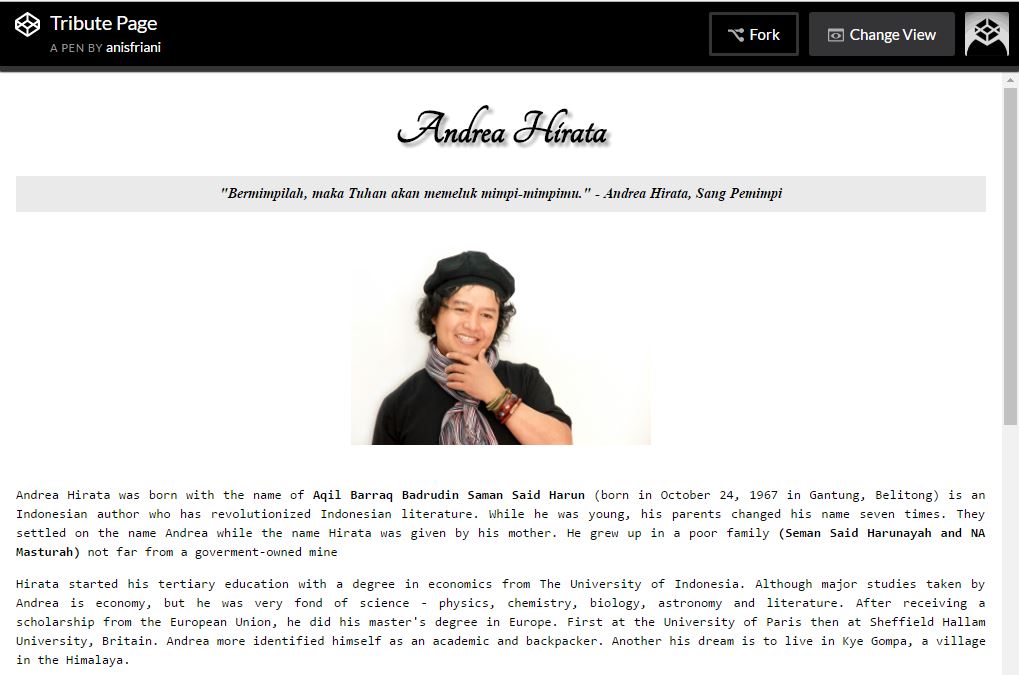 Tribute Page
A PEN BY anisfriani
Fork
Change View
Andrea Hirata
"Bermimpilah, maka Tuhan akan memeluk mimpi-mimpimu." - Andrea Hirata, Sang Pemimpi
Andrea Hirata was born with the name of Aqil Barraq Badrudin Saman Said Harun (born in October 24, 1967 in Gantung, Belitong) is an
Indonesian author who has revolutionized Indonesian literature. While he was young, his parents changed his name seven times. They
settled on the name Andrea while the name Hirata was given by his mother. He grew up in a poor family (Seman Said Harunayah and NA
Masturah) not far from a goverment-owned mine
Hirata started his tertiary education with a degree in economics from The University of Indonesia. Although major studies taken by
Andrea is economy, but he was very fond of science - physics, chemistry, biology, astronomy and literature. After receiving a
scholarship from the European Union, he did his master's degree in Europe. First at the University of Paris then at Sheffield Hallam
University, Britain. Andrea more identified himself as an academic and backpacker. Another his dream is to live in Kye Gompa, a village
in the Himalaya.